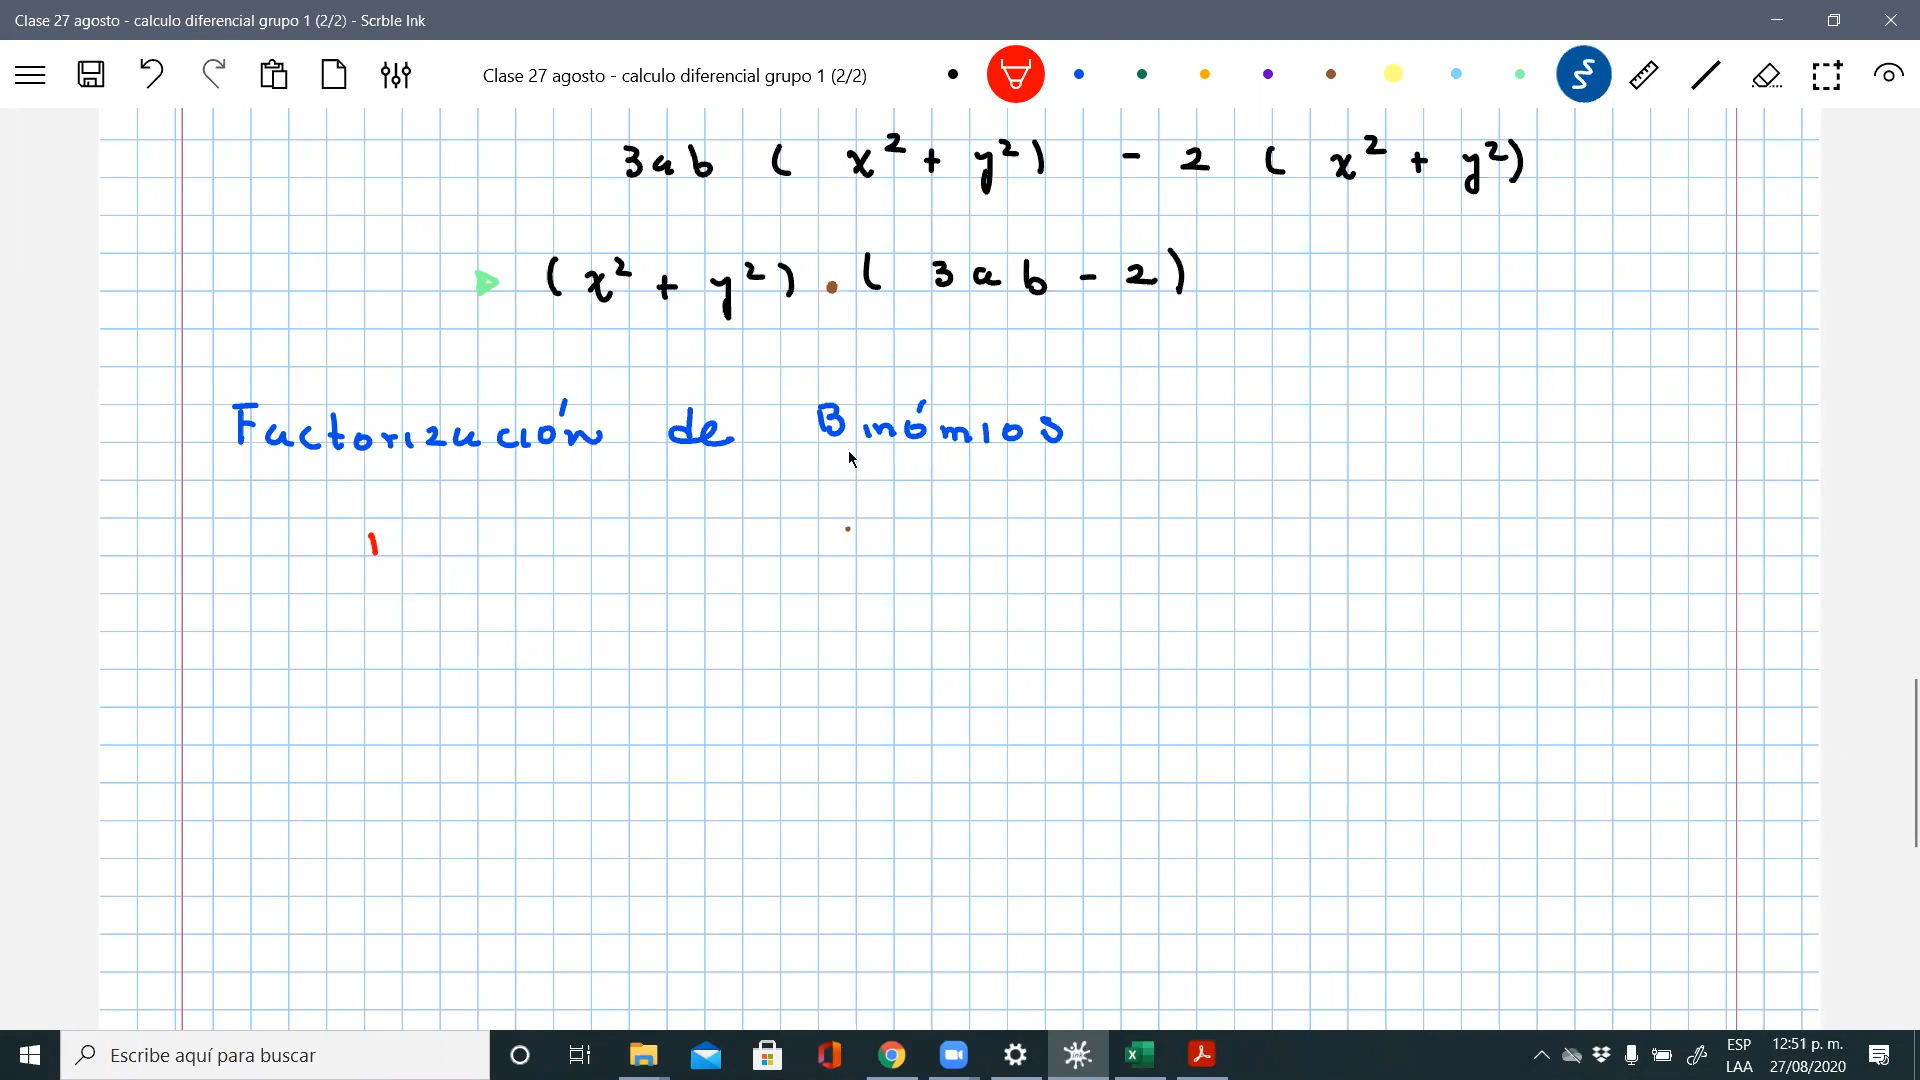 Clase 27 agosto - calculo diferencial grupo 1 (2/2) - Scrble Ink
Clase 27 agosto - calculo diferencial grupo 1 (2/2)
3ab ( x² + y² ) - 2 ( x² + y² )
( x² + y² ) . ( 3ab - 2 )
Factorización de Binómios
Escribe aquí para buscar
ESP
LAA
12:51 p. m.
27/08/2020